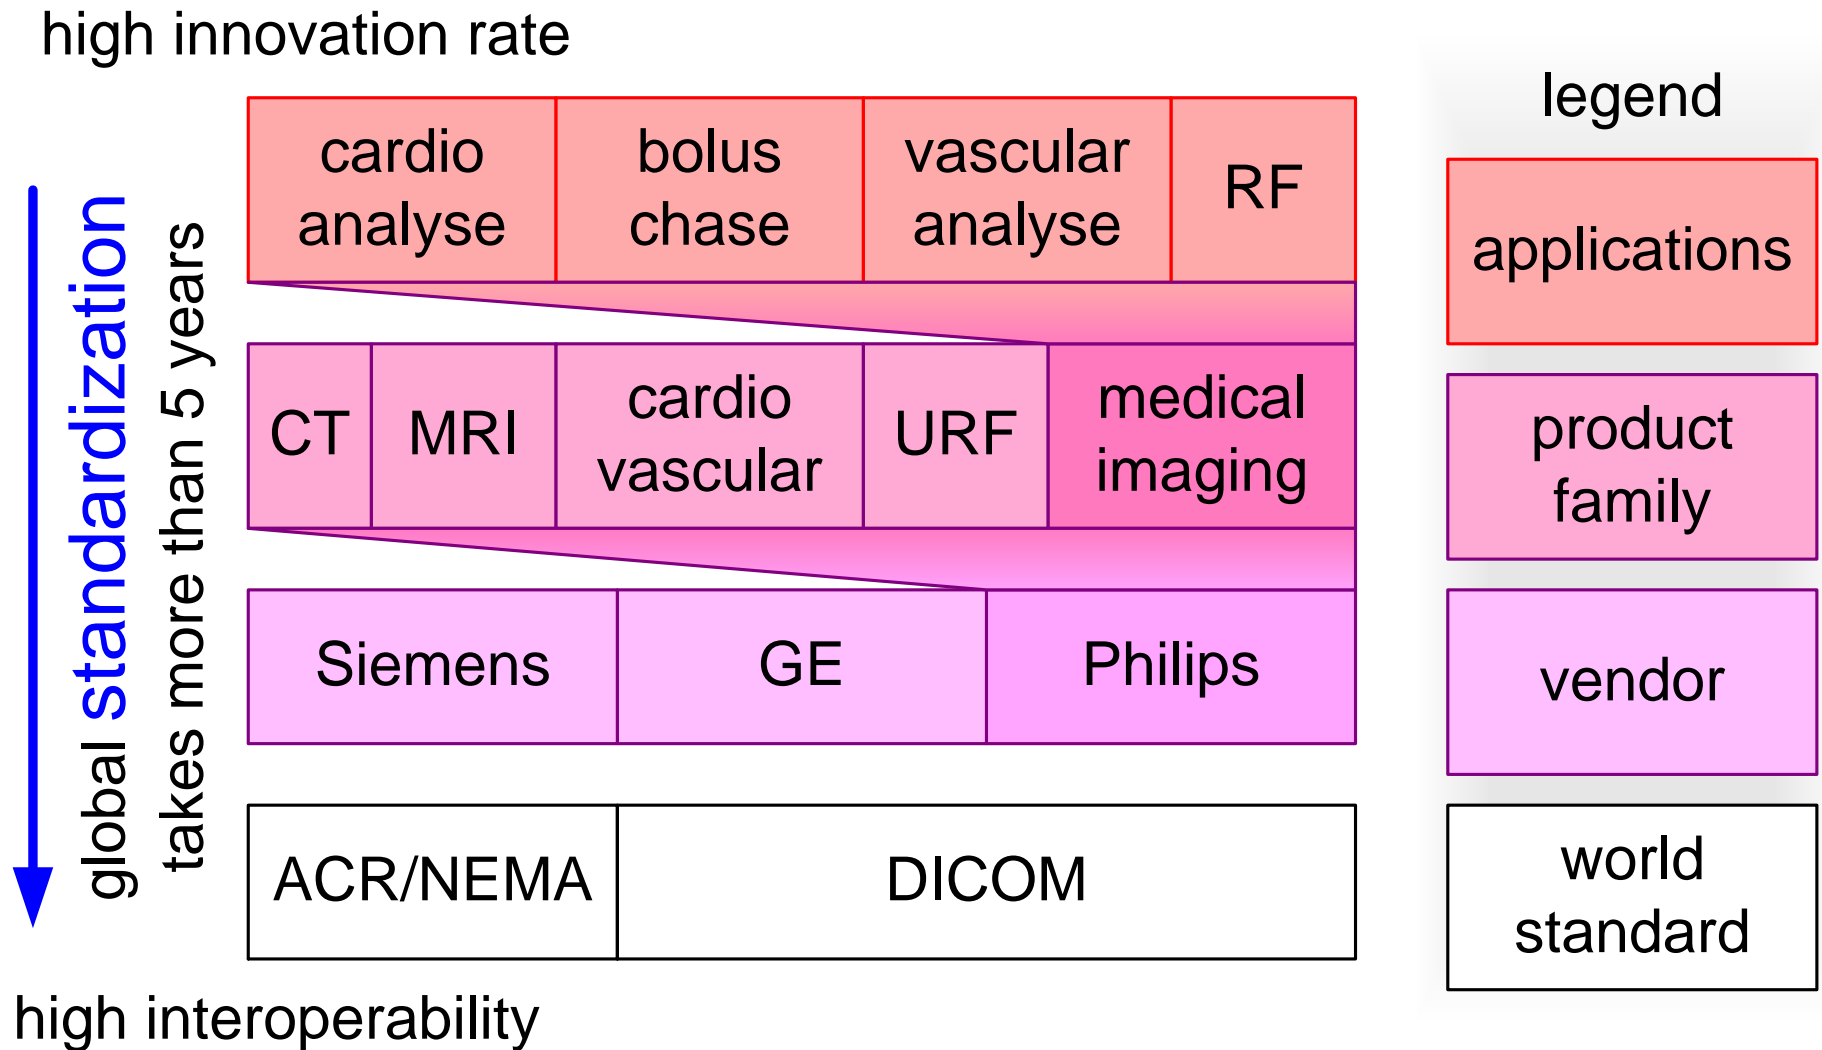 high innovation rate
legend
cardio
analyse
bolus
chase
vascular
analyse
RF
applications
global standardization
takes more than 5 years
CT
MRI
cardio
vascular
URF
medical
imaging
product
family
Siemens
GE
Philips
vendor
ACR/NEMA
DICOM
world
standard
high interoperability